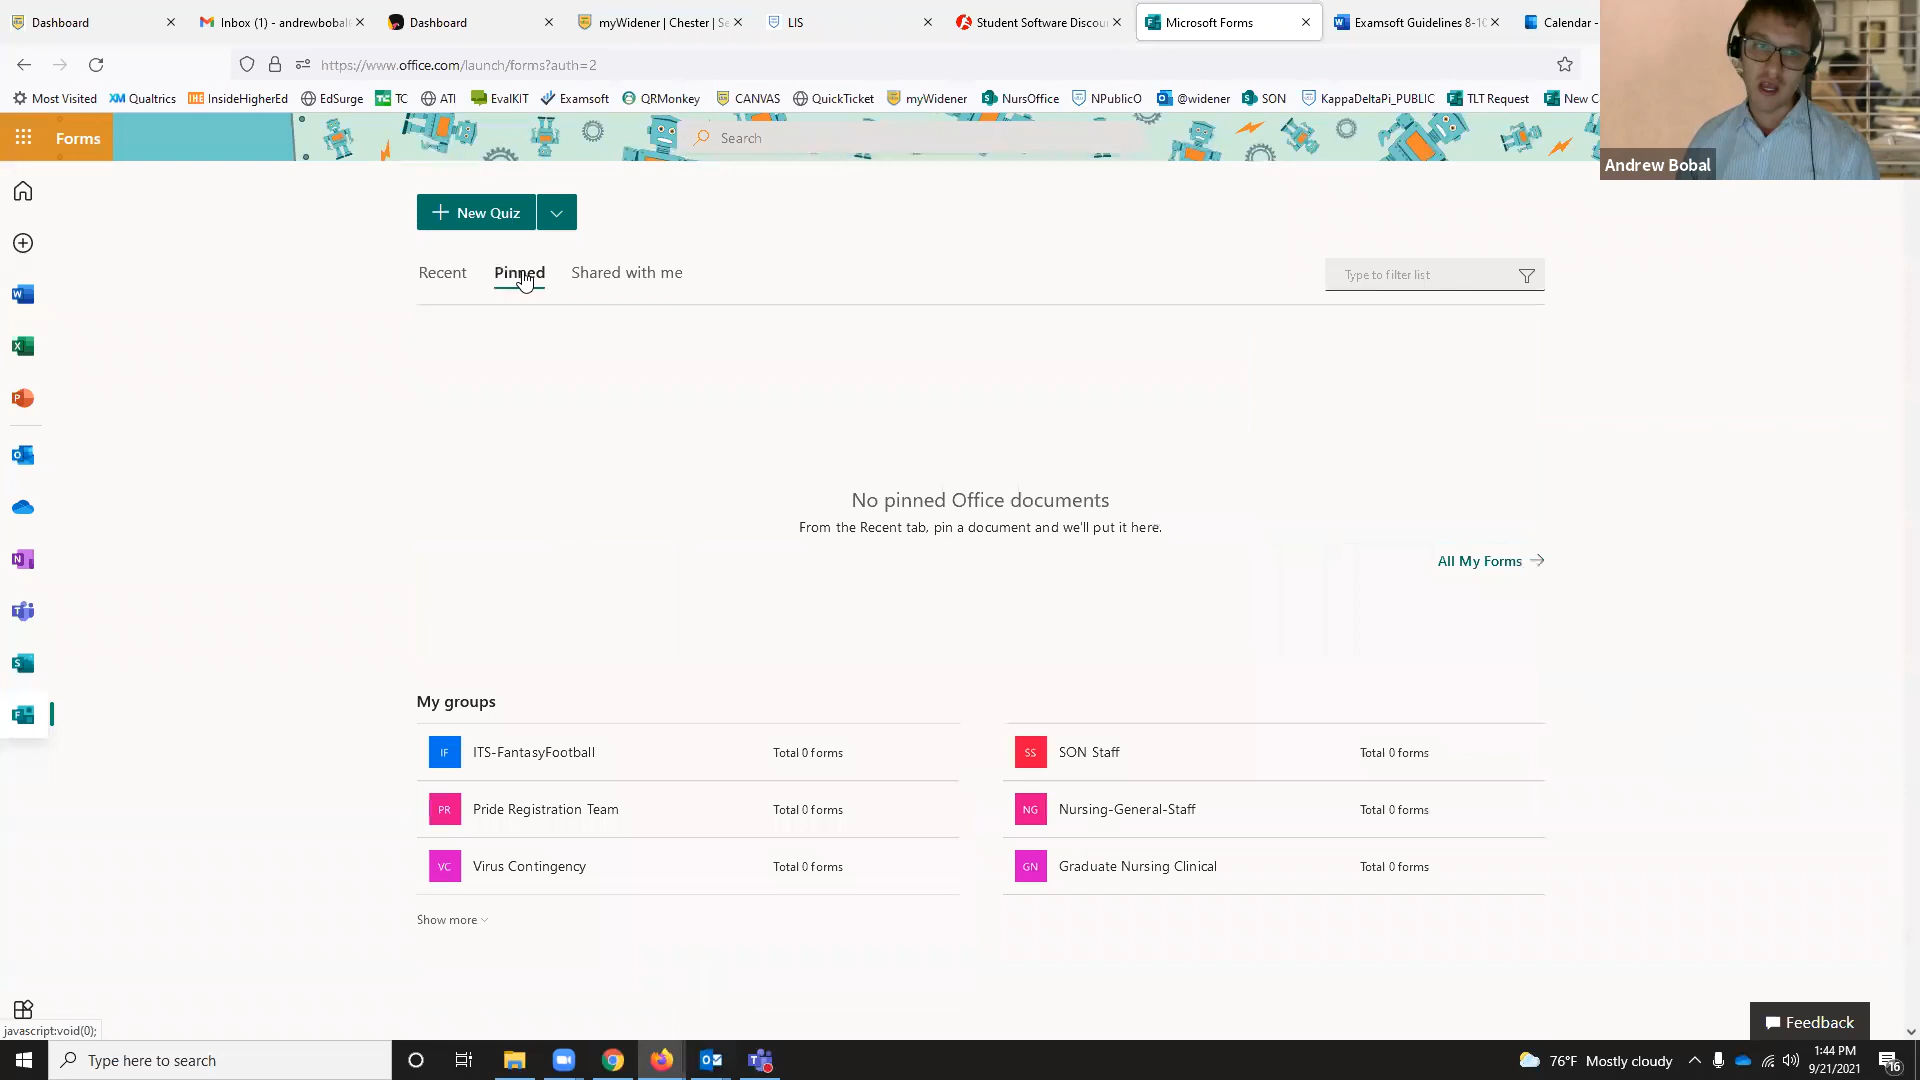 Dashboard
Inbox (1) - andrewbobal
Dashboard
myWidener | Chester | Se
LIS
Student Software Discou
Microsoft Forms
Examsoft Guidelines 8-1
Calendar -
https://www.office.com/launch/forms?auth=2
Most Visited
Qualtrics
InsideHigherEd
EdSurge
TC
ATI
EvalKIT
Examsoft
QRMonkey
CANVAS
QuickTicket
myWidener
NursOffice
NPublicO
@widener
SON
KappaDeltaPi_PUBLIC
TLT Request
New C
Andrew Bobal
Forms
Search
New Quiz
Recent
Pinned
Shared with me
Type to filter list
No pinned Office documents
From the Recent tab, pin a document and we'll put it here.
All My Forms
My groups
IF ITS-FantasyFootball Total 0 forms
SS SON Staff Total 0 forms
PR Pride Registration Team Total 0 forms
NG Nursing-General-Staff Total 0 forms
VC Virus Contingency Total 0 forms
GN Graduate Nursing Clinical Total 0 forms
Show more
Feedback
javascript:void(0);
Type here to search
76°F Mostly cloudy
1:44 PM
9/21/2021
16